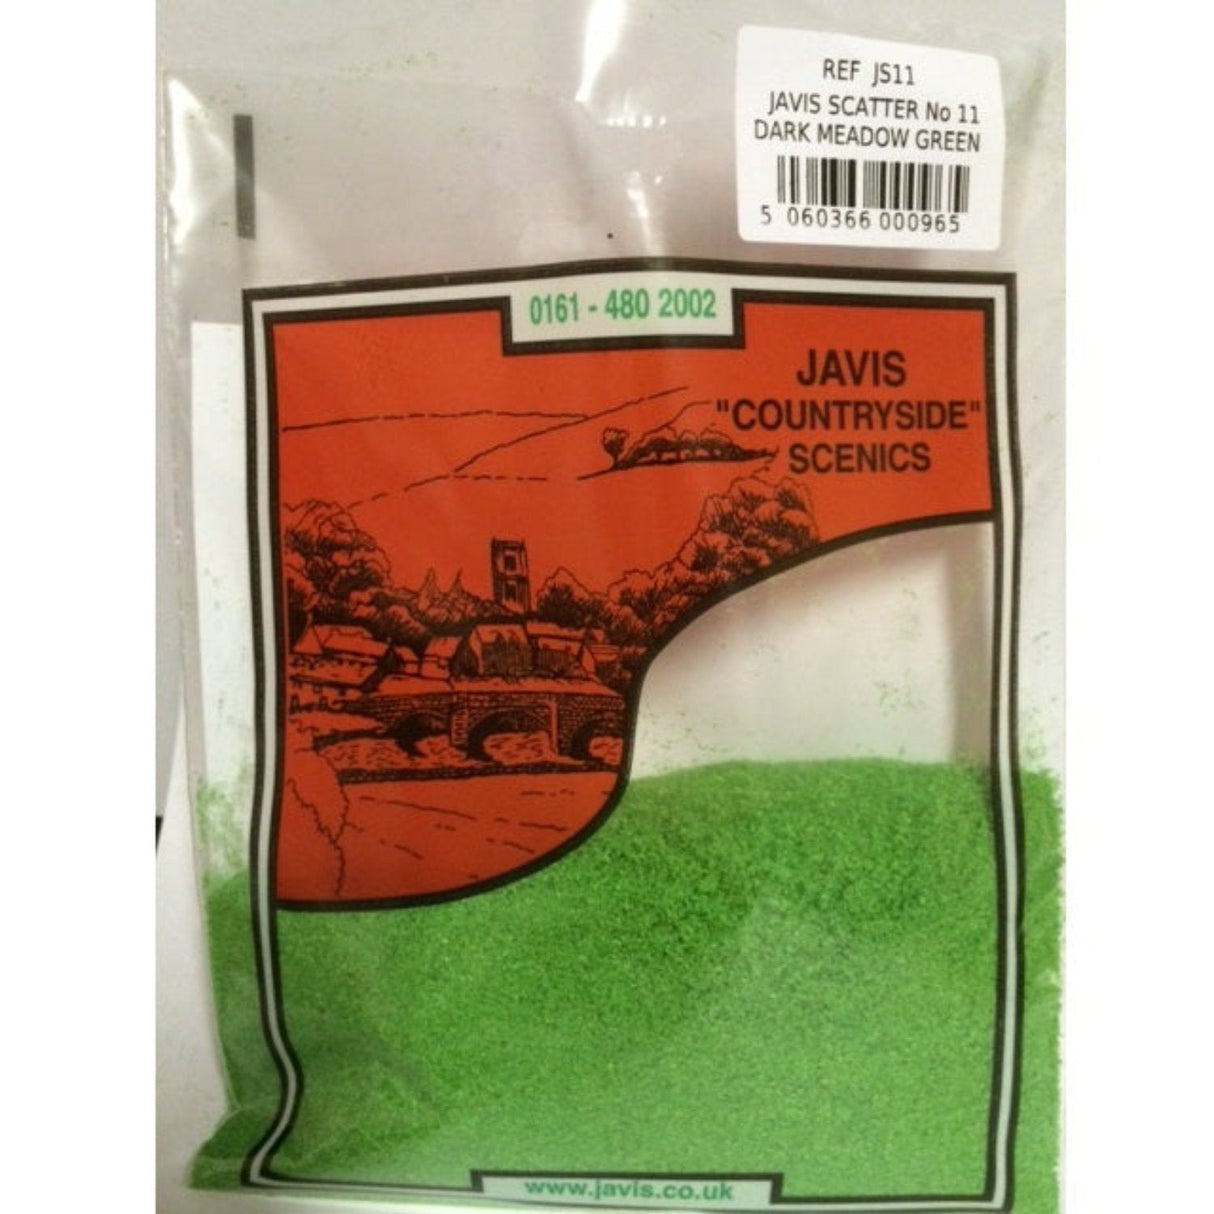 REF JS11
JAVIS SCATTER No 11
DARK MEADOW GREEN
5 060366 000965
0161 - 480 2002
JAVIS
"COUNTRYSIDE"
SCENICS
www.javis.co.uk